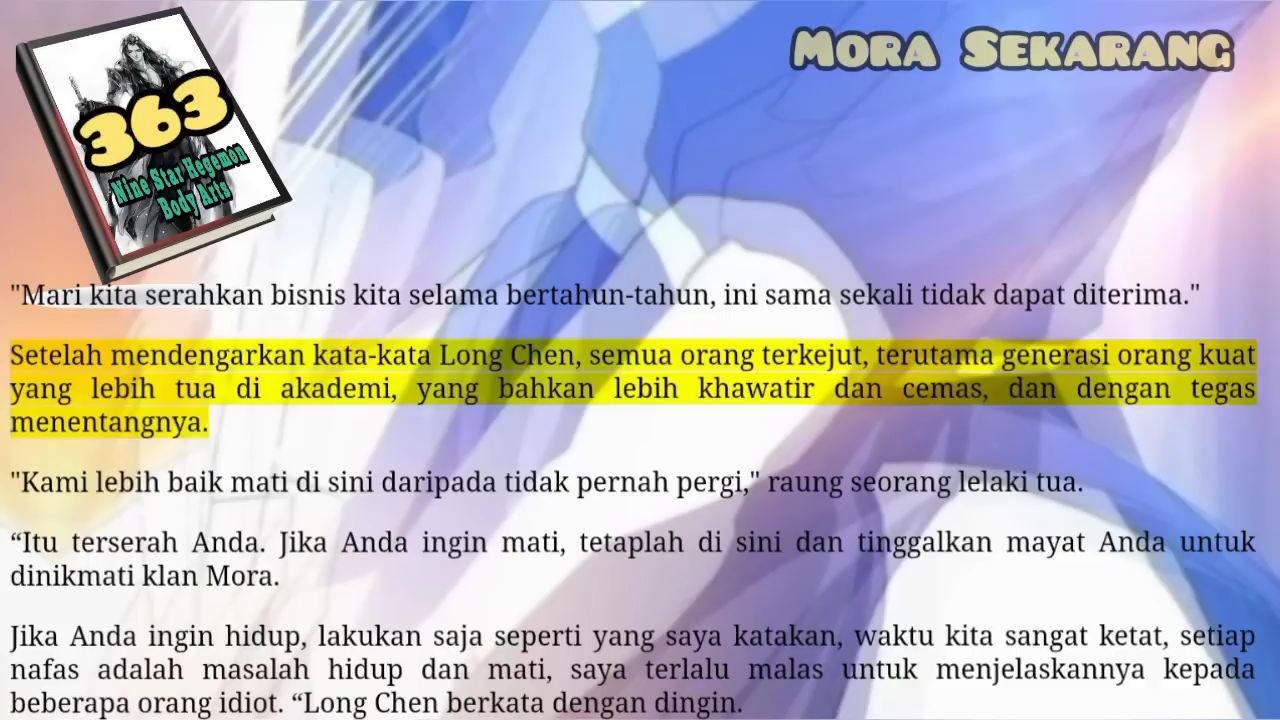 Mora Sekarang
363
Nine Star Hegemon
Body Arts
"Mari kita serahkan bisnis kita selama bertahun-tahun, ini sama sekali tidak dapat diterima."
Setelah mendengarkan kata-kata Long Chen, semua orang terkejut, terutama generasi orang kuat
yang lebih tua di akademi, yang bahkan lebih khawatir dan cemas, dan dengan tegas
menentangnya.
"Kami lebih baik mati di sini daripada tidak pernah pergi," raung seorang lelaki tua.
“Itu terserah Anda. Jika Anda ingin mati, tetaplah di sini dan tinggalkan mayat Anda untuk
dinikmati klan Mora.
Jika Anda ingin hidup, lakukan saja seperti yang saya katakan, waktu kita sangat ketat, setiap
nafas adalah masalah hidup dan mati, saya terlalu malas untuk menjelaskannya kepada
beberapa orang idiot. “Long Chen berkata dengan dingin.